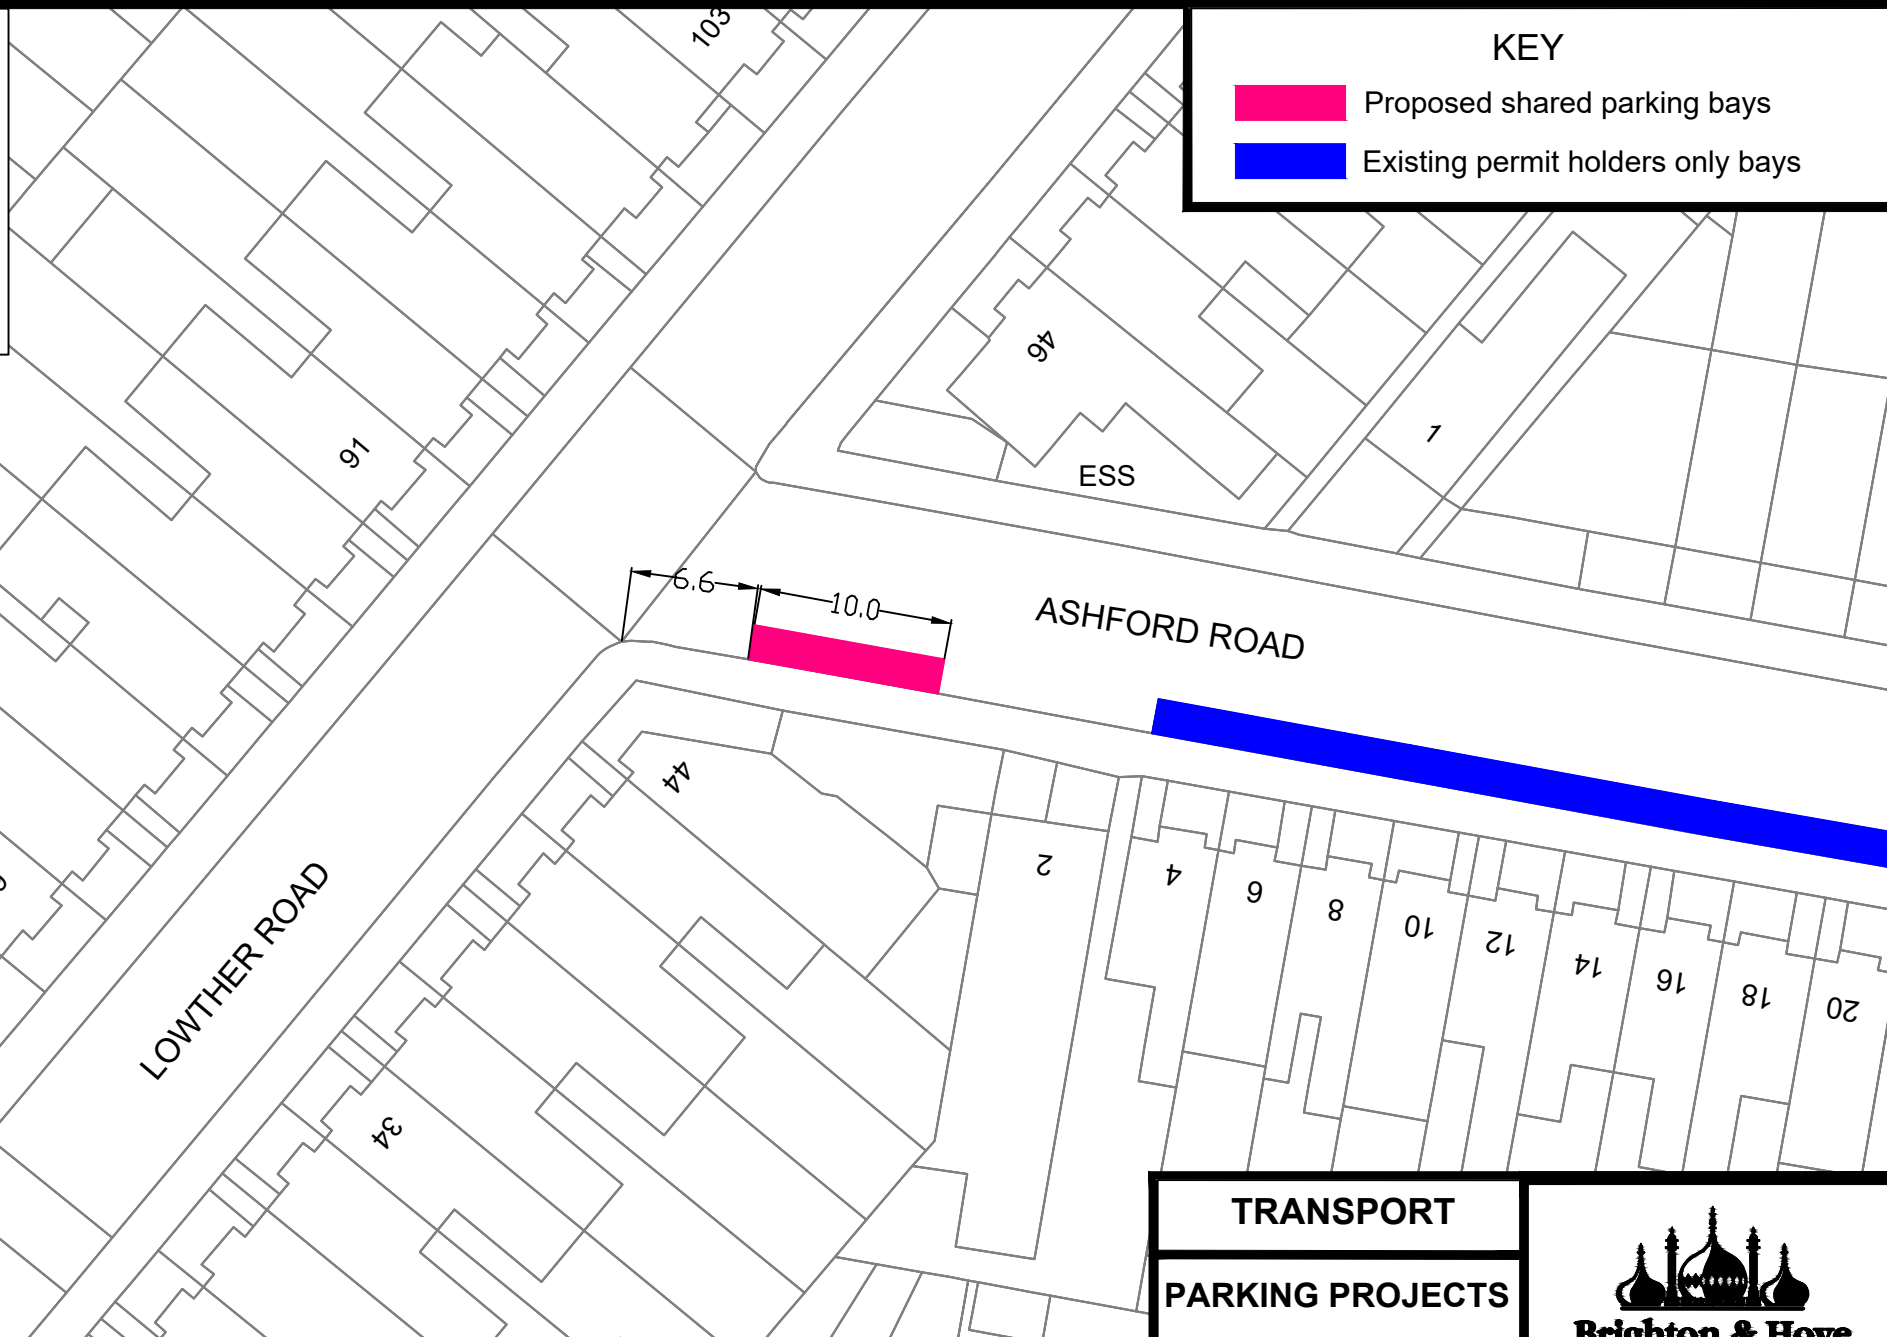 103
KEY
Proposed shared parking bays
Existing permit holders only bays
46
91
1
ESS
6.6
10.0
ASHFORD ROAD
44
2
4
6
8
10
12
14
16
18
20
LOWTHER ROAD
34
TRANSPORT
PARKING PROJECTS
Brighton & Hove